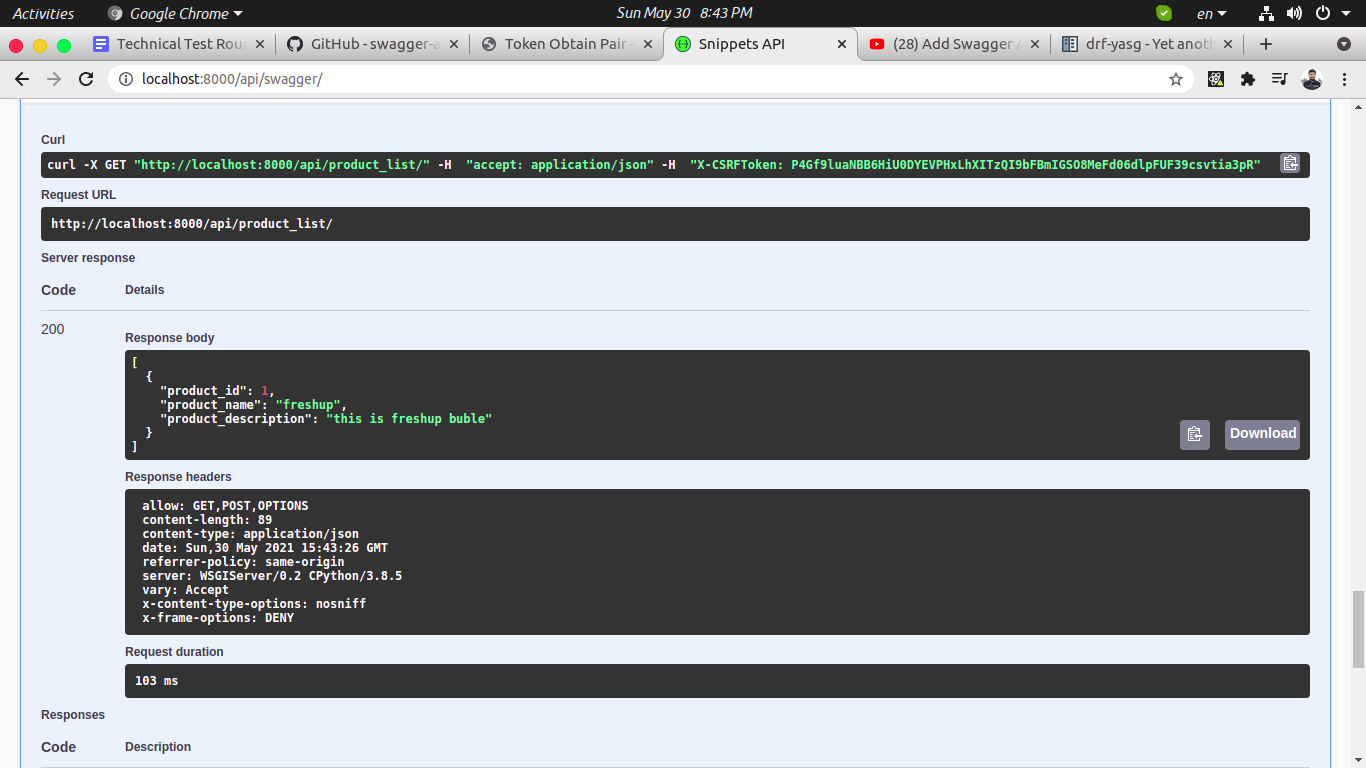 Activities Google Chrome Sun May 30 8:43 PM en
Technical Test Rou GitHub - swagger-a Token Obtain Pair - Snippets API (28) Add Swagger A drf-yasg - Yet anoth
localhost:8000/api/swagger/
Curl
curl -X GET "http://localhost:8000/api/product_list/" -H  "accept: application/json" -H  "X-CSRFToken: P4Gf9luaNBB6HiU0DYEVPHxLhXITzQI9bFBmIGSO8MeFd06dlpFUF39csvtia3pR"
Request URL
http://localhost:8000/api/product_list/
Server response
Code Details
200
Response body
[
{
"product_id": 1,
"product_name": "freshup",
"product_description": "this is freshup buble"
}
]
Download
Response headers
allow: GET,POST,OPTIONS
content-length: 89
content-type: application/json
date: Sun,30 May 2021 15:43:26 GMT
referrer-policy: same-origin
server: WSGIServer/0.2 CPython/3.8.5
vary: Accept
x-content-type-options: nosniff
x-frame-options: DENY
Request duration
103 ms
Responses
Code Description